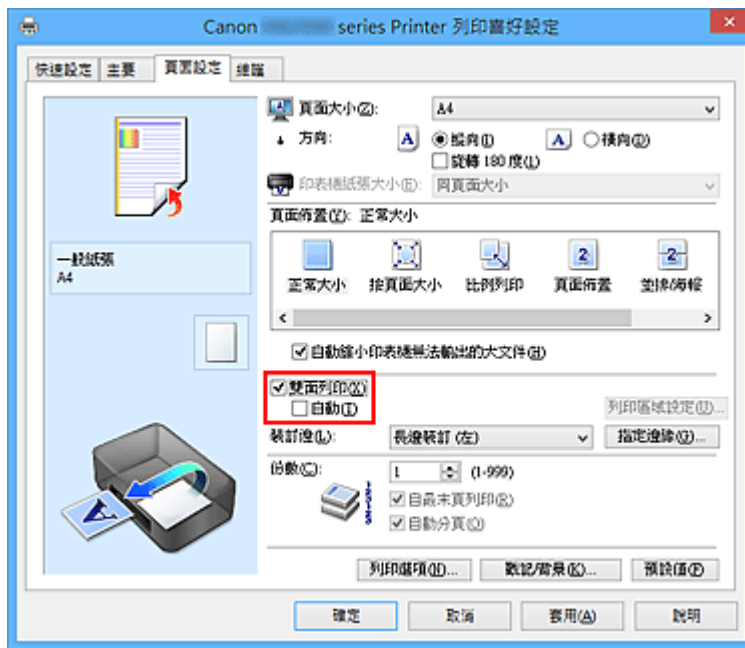 Canon series Printer 列印喜好設定
快速設定 主要 頁面設定 維護
頁面大小(Z): A4
方向: A 縱向(I) A 橫向(D)
旋轉 180 度(L)
印表機紙張大小(E): 同頁面大小
頁面佈置(Y): 正常大小
正常大小 按頁面大小 比例列印 頁面佈置 並排/海報
一般紙張
A4
自動縮小印表機無法輸出的大文件(H)
雙面列印(X)
自動(T)
列印區域設定(U)...
裝訂邊(L): 長邊裝訂 (左) 指定邊緣(G)...
份數(C): 1 (1-999)
自最末頁列印(R)
自動分頁(O)
列印選項(N)... 戳記/背景(K)... 預設值(F)
確定 取消 套用(A) 說明